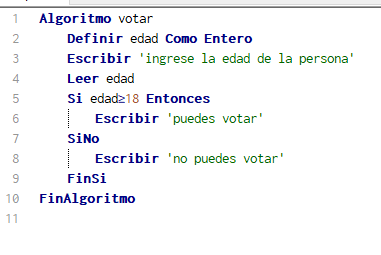 1 Algoritmo votar
2 Definir edad Como Entero
3 Escribir 'ingrese la edad de la persona'
4 Leer edad
5 Si edad≥18 Entonces
6 Escribir 'puedes votar'
7 SiNo
8 Escribir 'no puedes votar'
9 FinSi
10 FinAlgoritmo
11